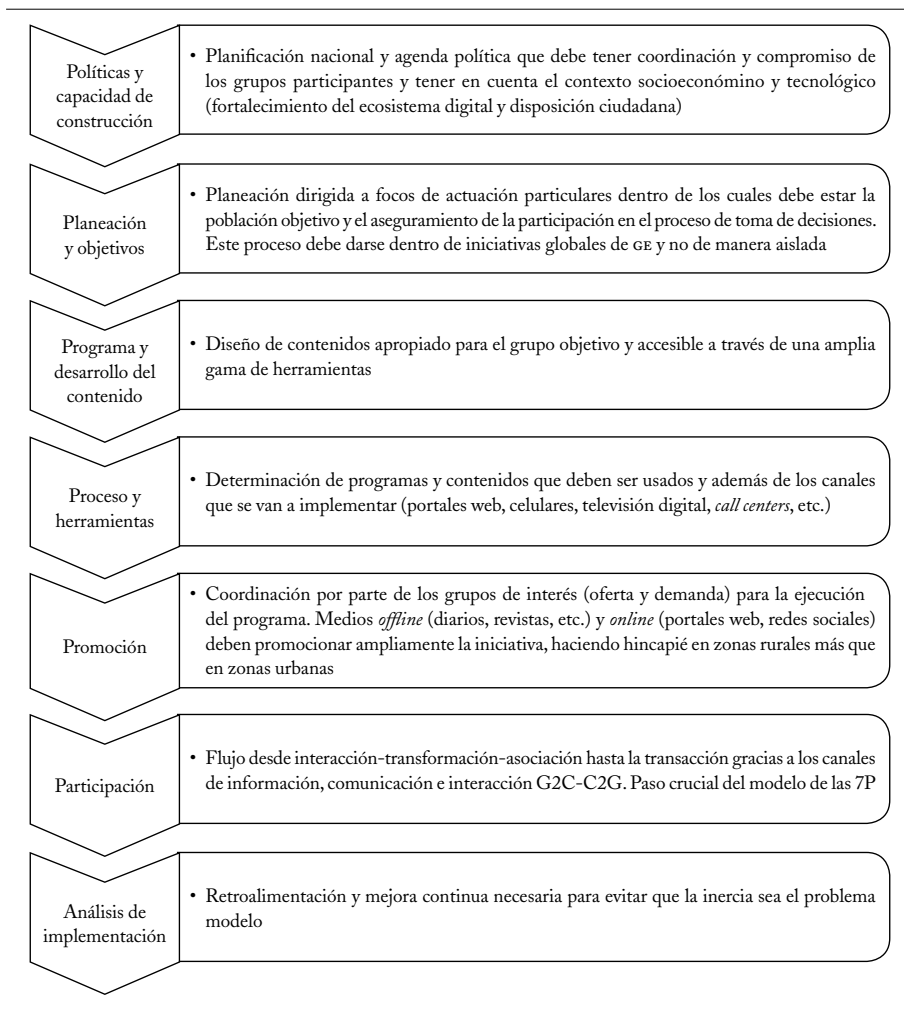 Políticas y
capacidad de
construcción
• Planificación nacional y agenda política que debe tener coordinación y compromiso de
los grupos participantes y tener en cuenta el contexto socioeconómino y tecnológico
(fortalecimiento del ecosistema digital y disposición ciudadana)
Planeación
y objetivos
• Planeación dirigida a focos de actuación particulares dentro de los cuales debe estar la
población objetivo y el aseguramiento de la participación en el proceso de toma de decisiones.
Este proceso debe darse dentro de iniciativas globales de GE y no de manera aislada
Programa y
desarrollo del
contenido
• Diseño de contenidos apropiado para el grupo objetivo y accesible a través de una amplia
gama de herramientas
Proceso y
herramientas
• Determinación de programas y contenidos que deben ser usados y además de los canales
que se van a implementar (portales web, celulares, televisión digital, call centers, etc.)
Promoción
• Coordinación por parte de los grupos de interés (oferta y demanda) para la ejecución
del programa. Medios offline (diarios, revistas, etc.) y online (portales web, redes sociales)
deben promocionar ampliamente la iniciativa, haciendo hincapié en zonas rurales más que
en zonas urbanas
Participación
• Flujo desde interacción-transformación-asociación hasta la transacción gracias a los canales
de información, comunicación e interacción G2C-C2G. Paso crucial del modelo de las 7P
Análisis de
implementación
• Retroalimentación y mejora continua necesaria para evitar que la inercia sea el problema
modelo